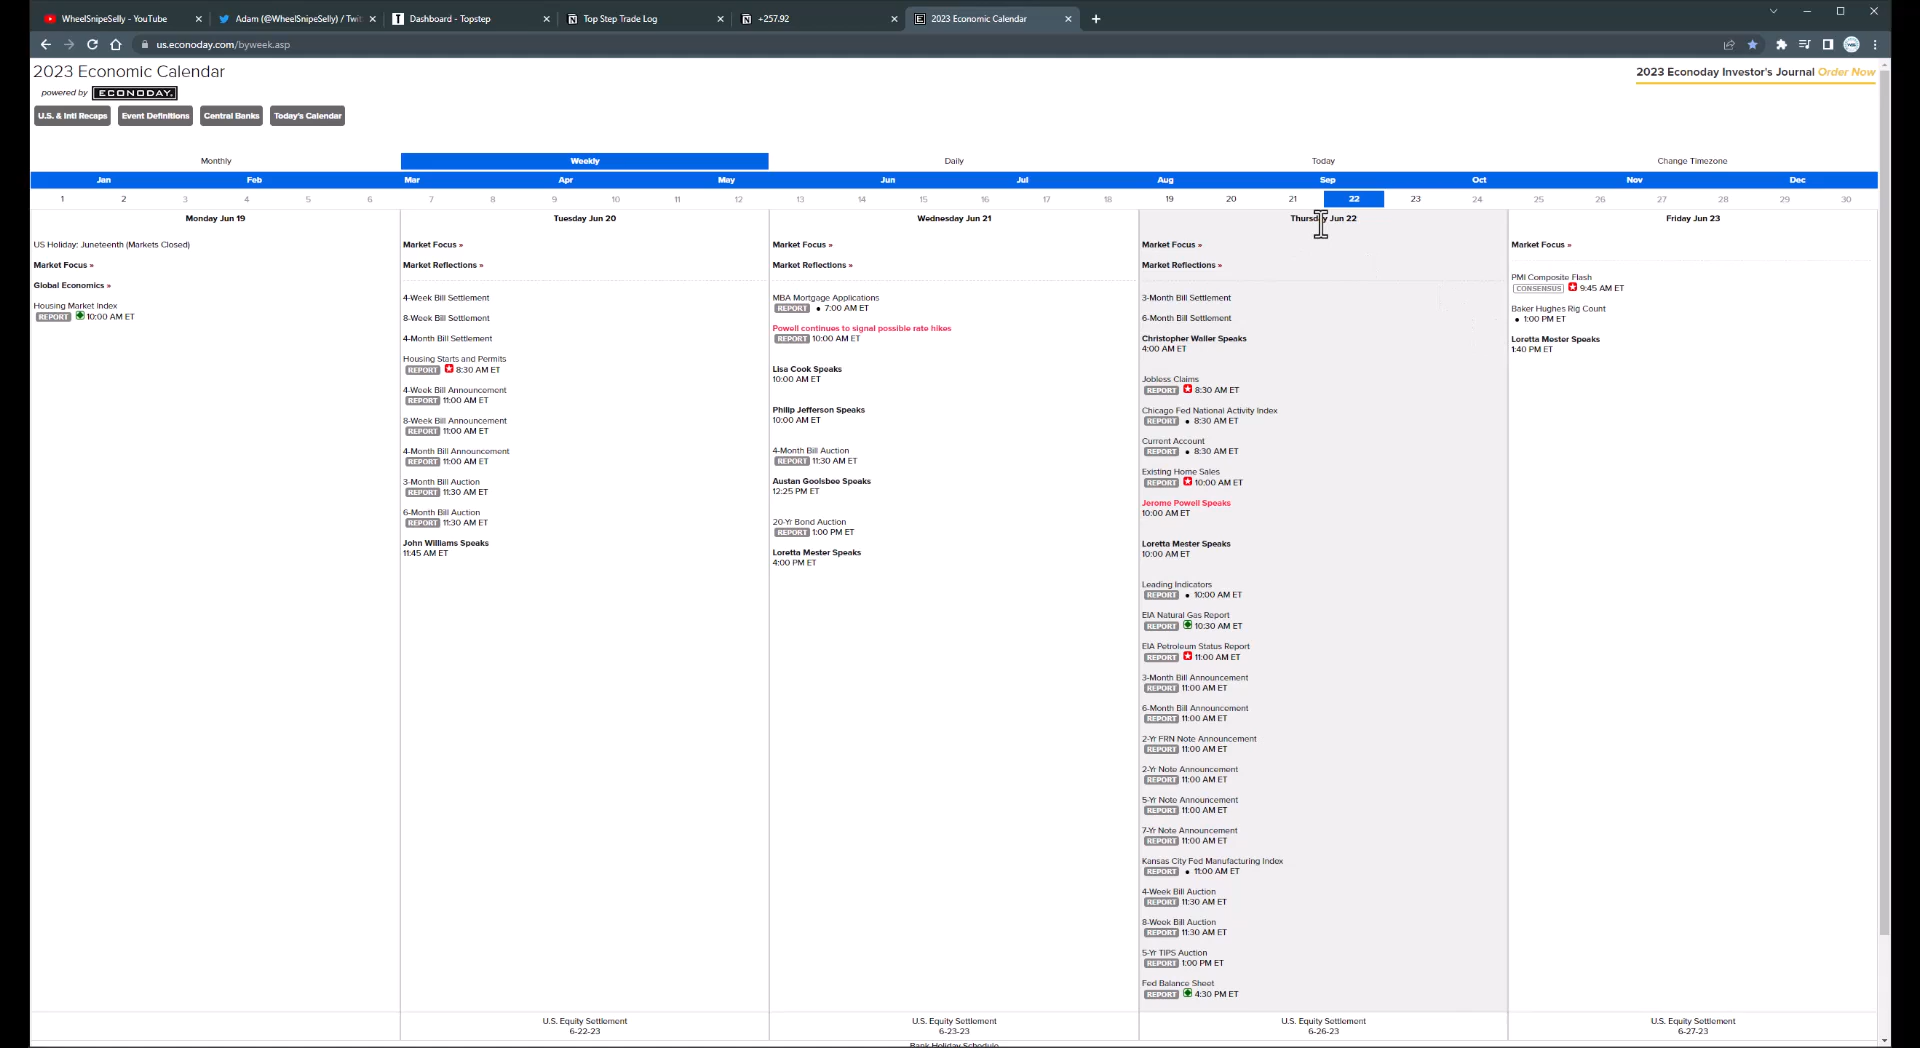 WheelSnipeSelly - YouTube
Adam (@WheelSnipeSelly) / Twit
Dashboard - Topstep
Top Step Trade Log
+257.92
2023 Economic Calendar
us.econoday.com/byweek.asp
2023 Economic Calendar
2023 Econoday Investor's Journal Order Now
powered by ECONODAY.
U.S. & Intl Recaps Event Definitions Central Banks Today's Calendar
Monthly Weekly Daily Today Change Timezone
Jan Feb Mar Apr May Jun Jul Aug Sep Oct Nov Dec
1 2 3 4 5 6 7 8 9 10 11 12 13 14 15 16 17 18 19 20 21 22 23 24 25 26 27 28 29 30
Monday Jun 19
US Holiday: Juneteenth (Markets Closed)
Market Focus »
Global Economics »
Housing Market Index
REPORT 10:00 AM ET
Tuesday Jun 20
Market Focus »
Market Reflections »
4-Week Bill Settlement
8-Week Bill Settlement
4-Month Bill Settlement
Housing Starts and Permits
REPORT 8:30 AM ET
4-Week Bill Announcement
REPORT 11:00 AM ET
8-Week Bill Announcement
REPORT 11:00 AM ET
4-Month Bill Announcement
REPORT 11:00 AM ET
3-Month Bill Auction
REPORT 11:30 AM ET
6-Month Bill Auction
REPORT 11:30 AM ET
John Williams Speaks
11:45 AM ET
U.S. Equity Settlement
6-22-23
Wednesday Jun 21
Market Focus »
Market Reflections »
MBA Mortgage Applications
REPORT • 7:00 AM ET
Powell continues to signal possible rate hikes
REPORT 10:00 AM ET
Lisa Cook Speaks
10:00 AM ET
Philip Jefferson Speaks
10:00 AM ET
4-Month Bill Auction
REPORT 11:30 AM ET
Austan Goolsbee Speaks
12:25 PM ET
20-Yr Bond Auction
REPORT 1:00 PM ET
Loretta Mester Speaks
4:00 PM ET
U.S. Equity Settlement
6-23-23
Thursday Jun 22
Market Focus »
Market Reflections »
3-Month Bill Settlement
6-Month Bill Settlement
Christopher Waller Speaks
4:00 AM ET
Jobless Claims
REPORT 8:30 AM ET
Chicago Fed National Activity Index
REPORT • 8:30 AM ET
Current Account
REPORT • 8:30 AM ET
Existing Home Sales
REPORT 10:00 AM ET
Jerome Powell Speaks
10:00 AM ET
Loretta Mester Speaks
10:00 AM ET
Leading Indicators
REPORT • 10:00 AM ET
EIA Natural Gas Report
REPORT 10:30 AM ET
EIA Petroleum Status Report
REPORT 11:00 AM ET
3-Month Bill Announcement
REPORT 11:00 AM ET
6-Month Bill Announcement
REPORT 11:00 AM ET
2-Yr FRN Note Announcement
REPORT 11:00 AM ET
2-Yr Note Announcement
REPORT 11:00 AM ET
5-Yr Note Announcement
REPORT 11:00 AM ET
7-Yr Note Announcement
REPORT 11:00 AM ET
Kansas City Fed Manufacturing Index
REPORT • 11:00 AM ET
4-Week Bill Auction
REPORT 11:30 AM ET
8-Week Bill Auction
REPORT 11:30 AM ET
5-Yr TIPS Auction
REPORT 1:00 PM ET
Fed Balance Sheet
REPORT 4:30 PM ET
U.S. Equity Settlement
6-26-23
Friday Jun 23
Market Focus »
PMI Composite Flash
CONSENSUS 9:45 AM ET
Baker Hughes Rig Count
• 1:00 PM ET
Loretta Mester Speaks
1:40 PM ET
U.S. Equity Settlement
6-27-23
Bank Holiday Schedule